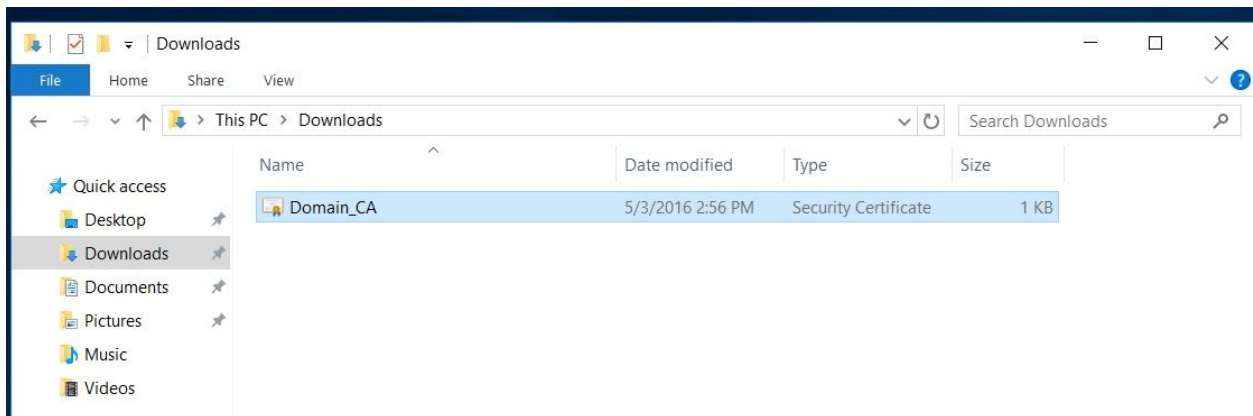 Downloads
File Home Share View
This PC > Downloads
Search Downloads
Name Date modified Type Size
Quick access
Domain_CA 5/3/2016 2:56 PM Security Certificate 1 KB
Desktop
Downloads
Documents
Pictures
Music
Videos